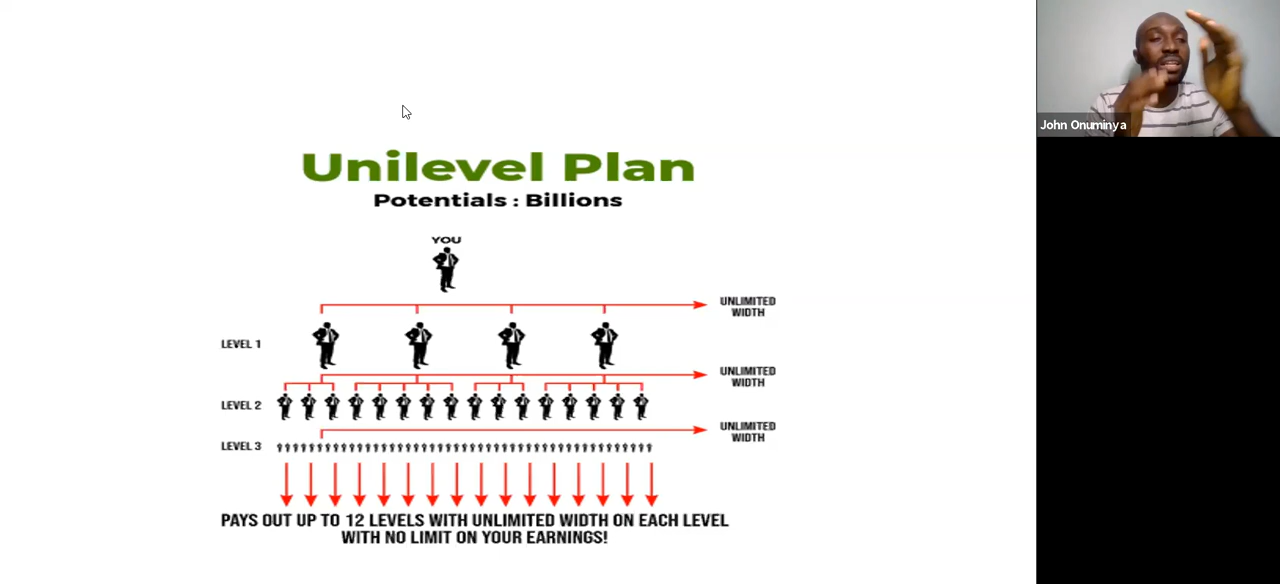 John Onuminya
Unilevel Plan
Potentials : Billions
YOU
UNLIMITED
WIDTH
LEVEL 1
UNLIMITED
WIDTH
LEVEL 2
UNLIMITED
WIDTH
LEVEL 3
PAYS OUT UP TO 12 LEVELS WITH UNLIMITED WIDTH ON EACH LEVEL
WITH NO LIMIT ON YOUR EARNINGS!